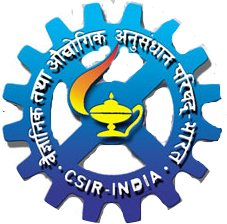 वैज्ञानिक तथा औद्योगिक अनुसंधान परिषद् भारत
CSIR-INDIA